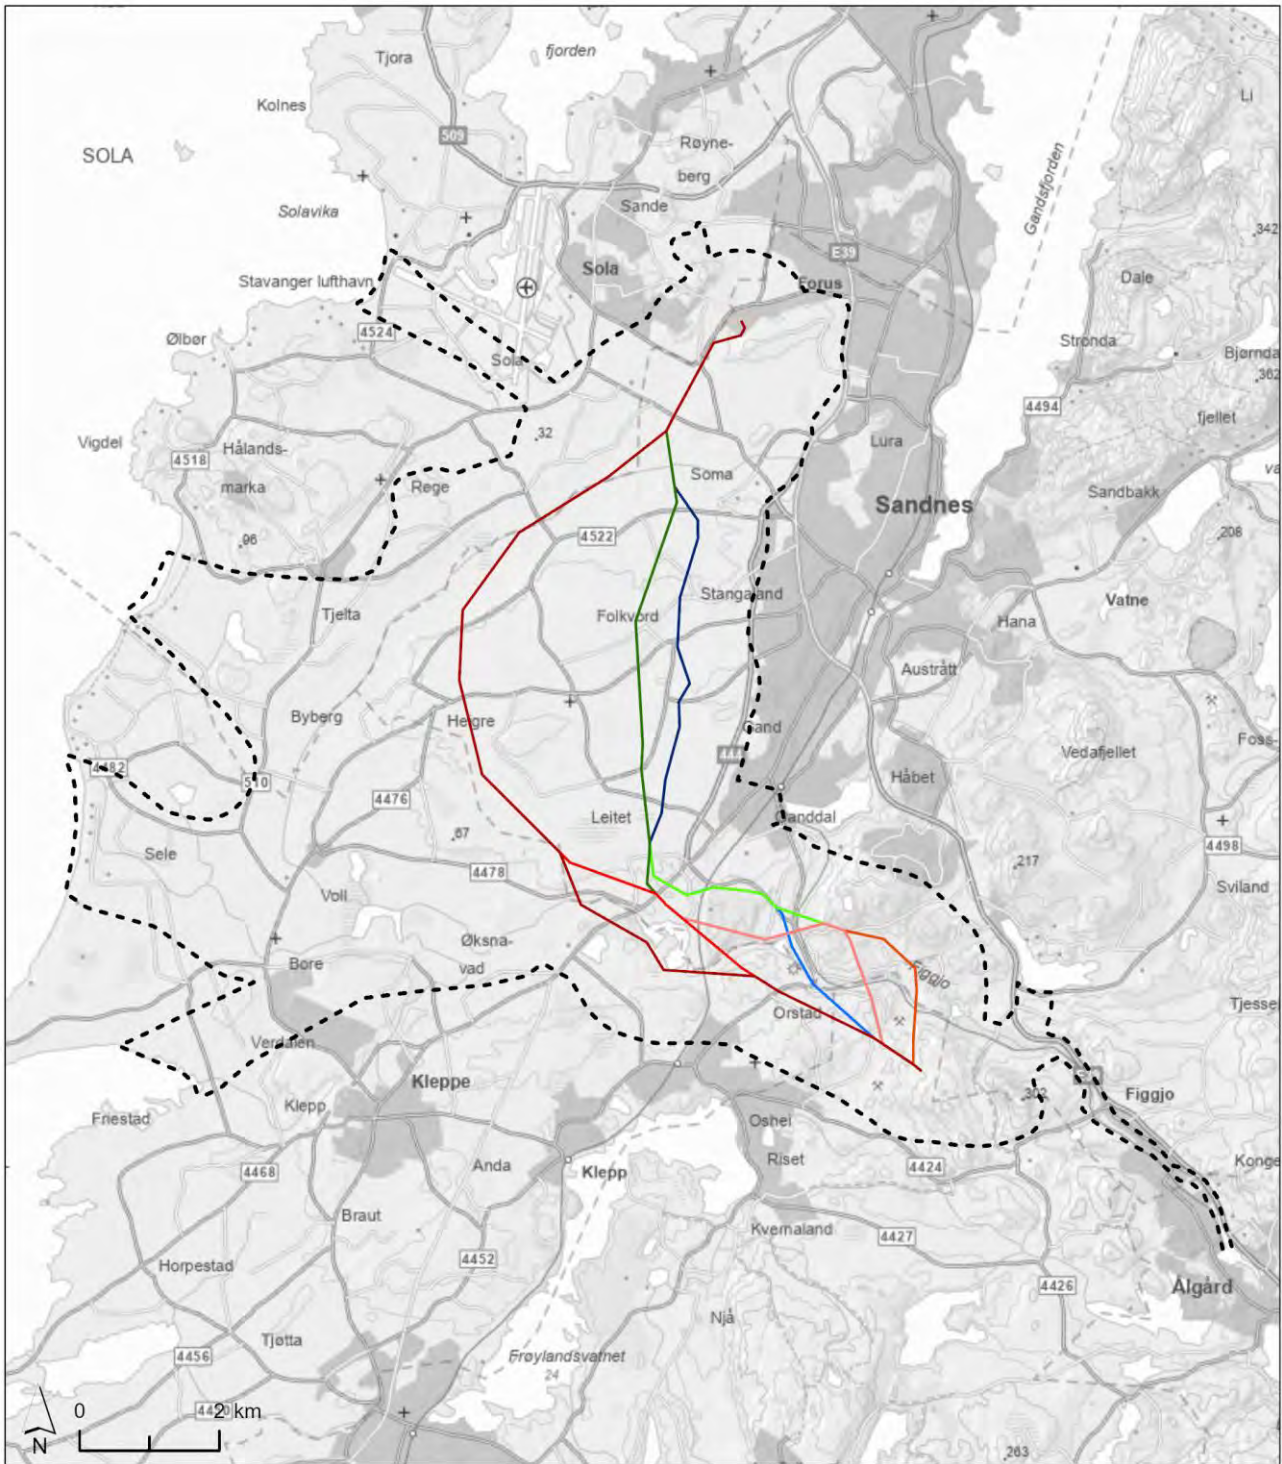 Tjora
fjorden
Kolnes
Li
509
SOLA
Røyne-
berg
Gandsfjorden
Sande
Solavika
342
E39
Sola
Dale
Stavanger lufthavn
Forus
4524
Ølbør
Stronda
Sola
Bjørnda
362
4494
fjellet
32
Vigdel
Hålands-
marka
Lura
4518
Rege
Soma
Sandbakk
Sandnes
208
4522
96
Stangaland
Tjelta
Folkvord
Vatne
Hana
Austrått
Byberg
Helgre
Gand
Foss-
Vedafjellet
444
4482
510
Håbet
4476
Leitet
67
Sele
4498
217
4478
Sviland
Voll
Øksna-
vad
Bore
Figgjo
Tjesse
Orstad
Verdalen
Kleppe
302
Figgjo
Friestad
Klepp
Oshei
Riset
4424
Konge
4468
Anda
Klepp
Braut
Kvernaland
4427
4452
Horpestad
4426
Ålgård
Njå
Tjøtta
4456
Frøylandsvatnet
24
0
2 km
N
263